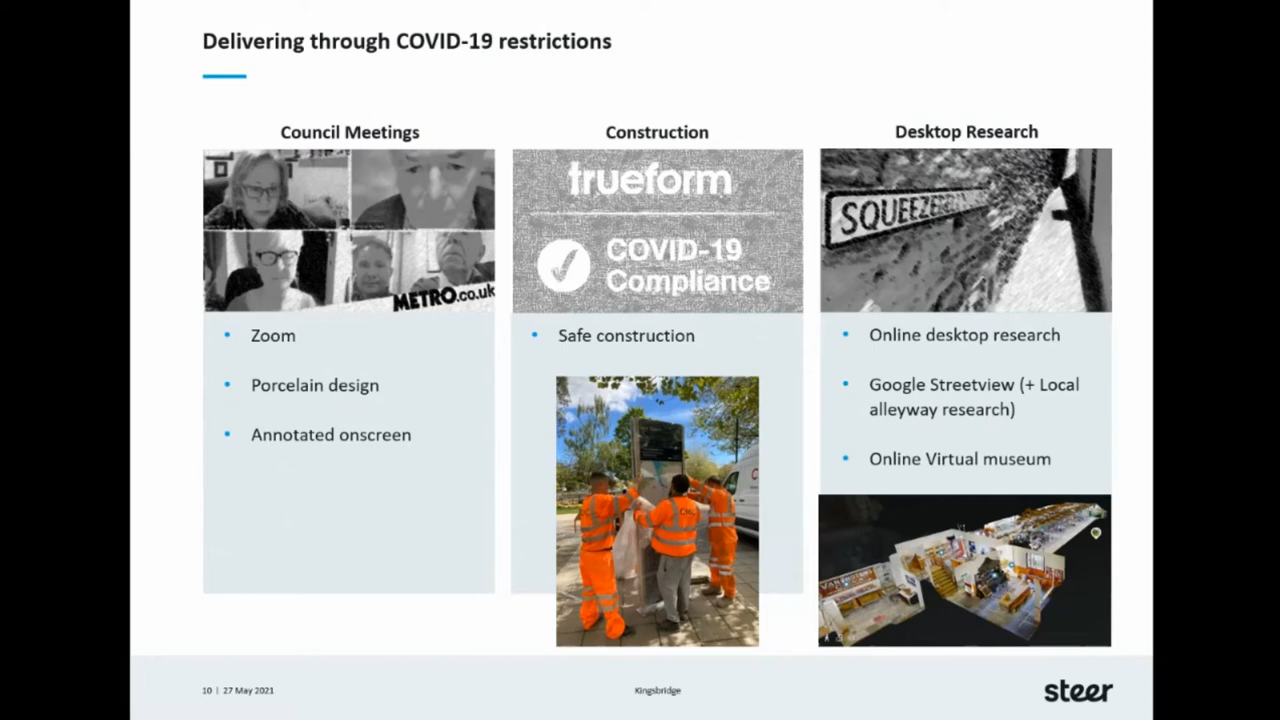 Delivering through COVID-19 restrictions
Council Meetings
METRO.co.uk
• Zoom
• Porcelain design
• Annotated onscreen
Construction
trueform
COVID-19
Compliance
• Safe construction
Desktop Research
• Online desktop research
• Google Streetview (+ Local
alleyway research)
• Online Virtual museum
10 | 27 May 2021
Kingsbridge
steer